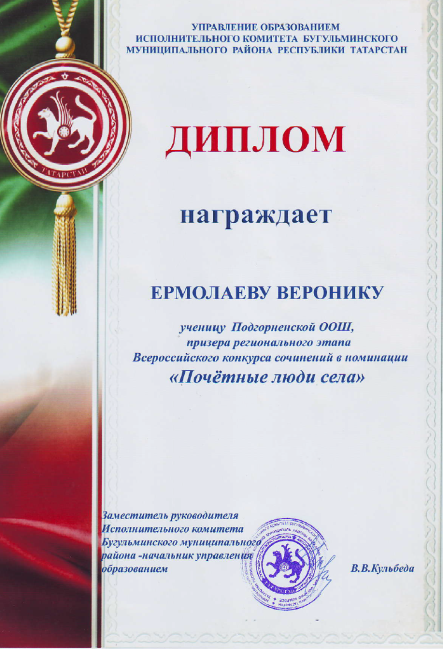 УПРАВЛЕНИЕ ОБРАЗОВАНИЕМ
ИСПОЛНИТЕЛЬНОГО КОМИТЕТА БУГУЛЬМИНСКОГО
МУНИЦИПАЛЬНОГО РАЙОНА РЕСПУБЛИКИ ТАТАРСТАН
ТАТАРСТАН
ДИПЛОМ
награждает
ЕРМОЛАЕВУ ВЕРОНИКУ
ученицу Подгорненской ООШ,
призера регионального этапа
Всероссийского конкурса сочинений в номинации
«Почётные люди села»
Заместитель руководителя
Исполнительного комитета
Бугульминского муниципального
района -начальник управления
образованием
В.В.Кульбеда